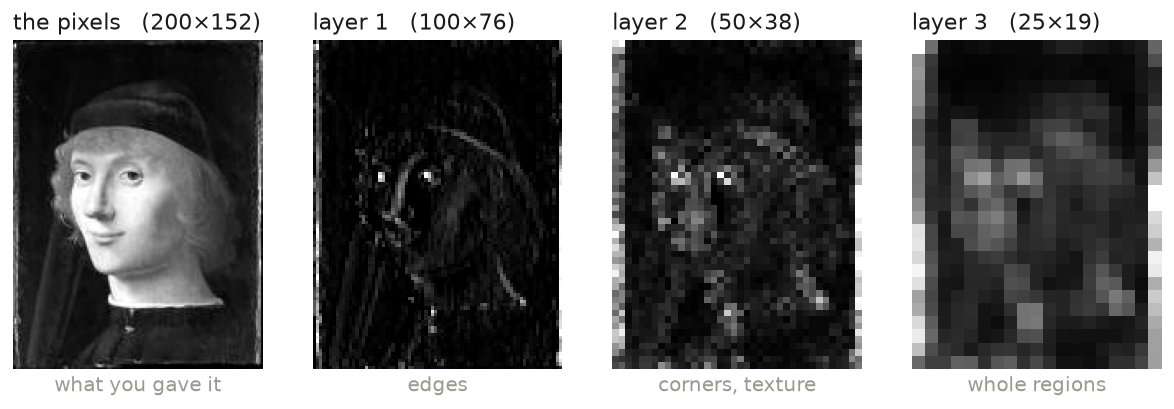 the pixels (200×152)
layer 1 (100×76)
layer 2 (50×38)
layer 3 (25×19)
what you gave it
edges
corners, texture
whole regions